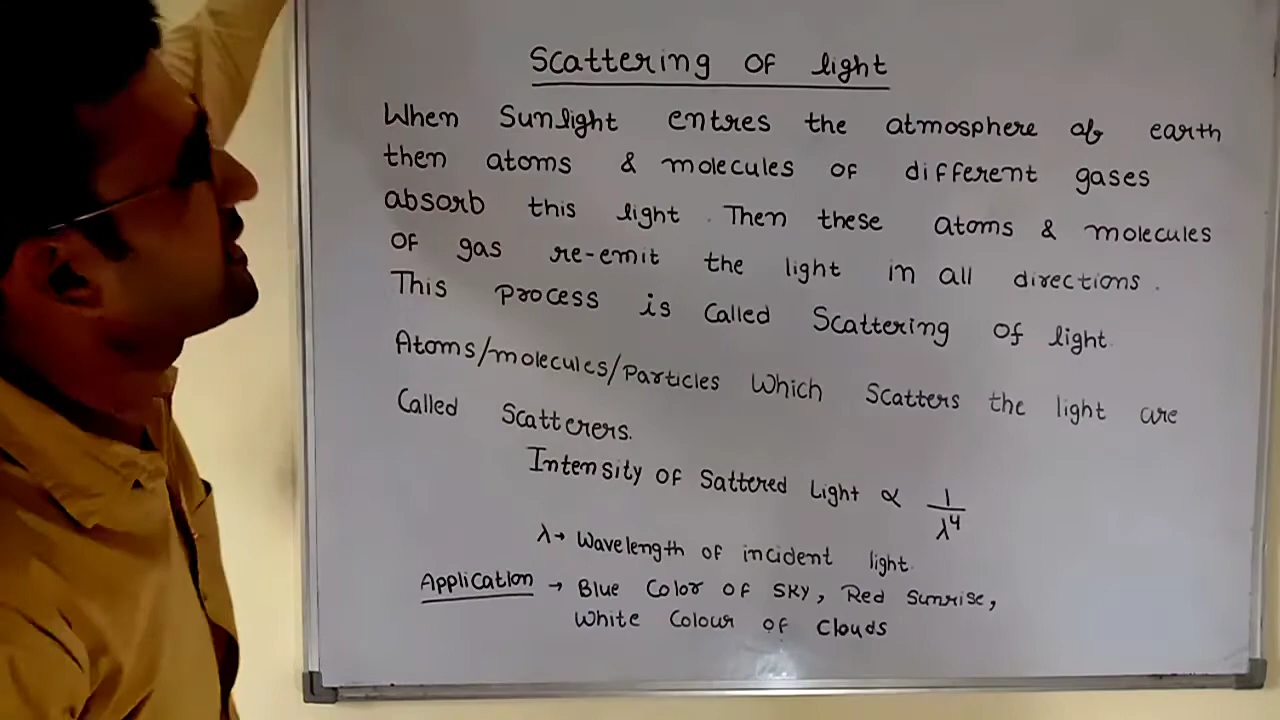 Scattering of light
When Sunlight entres the atmosphere of earth
then atoms & molecules of different gases
absorb this light. Then these atoms & molecules
of gas re-emit the light in all directions.
This process is called Scattering of light.
Atoms/molecules/Particles which scatters the light are
Called Scatterers.
Intensity of Sattered Light ∝ 1/λ⁴
λ → Wavelength of incident light.
Application → Blue Color of Sky, Red Sunrise,
White Colour of Clouds